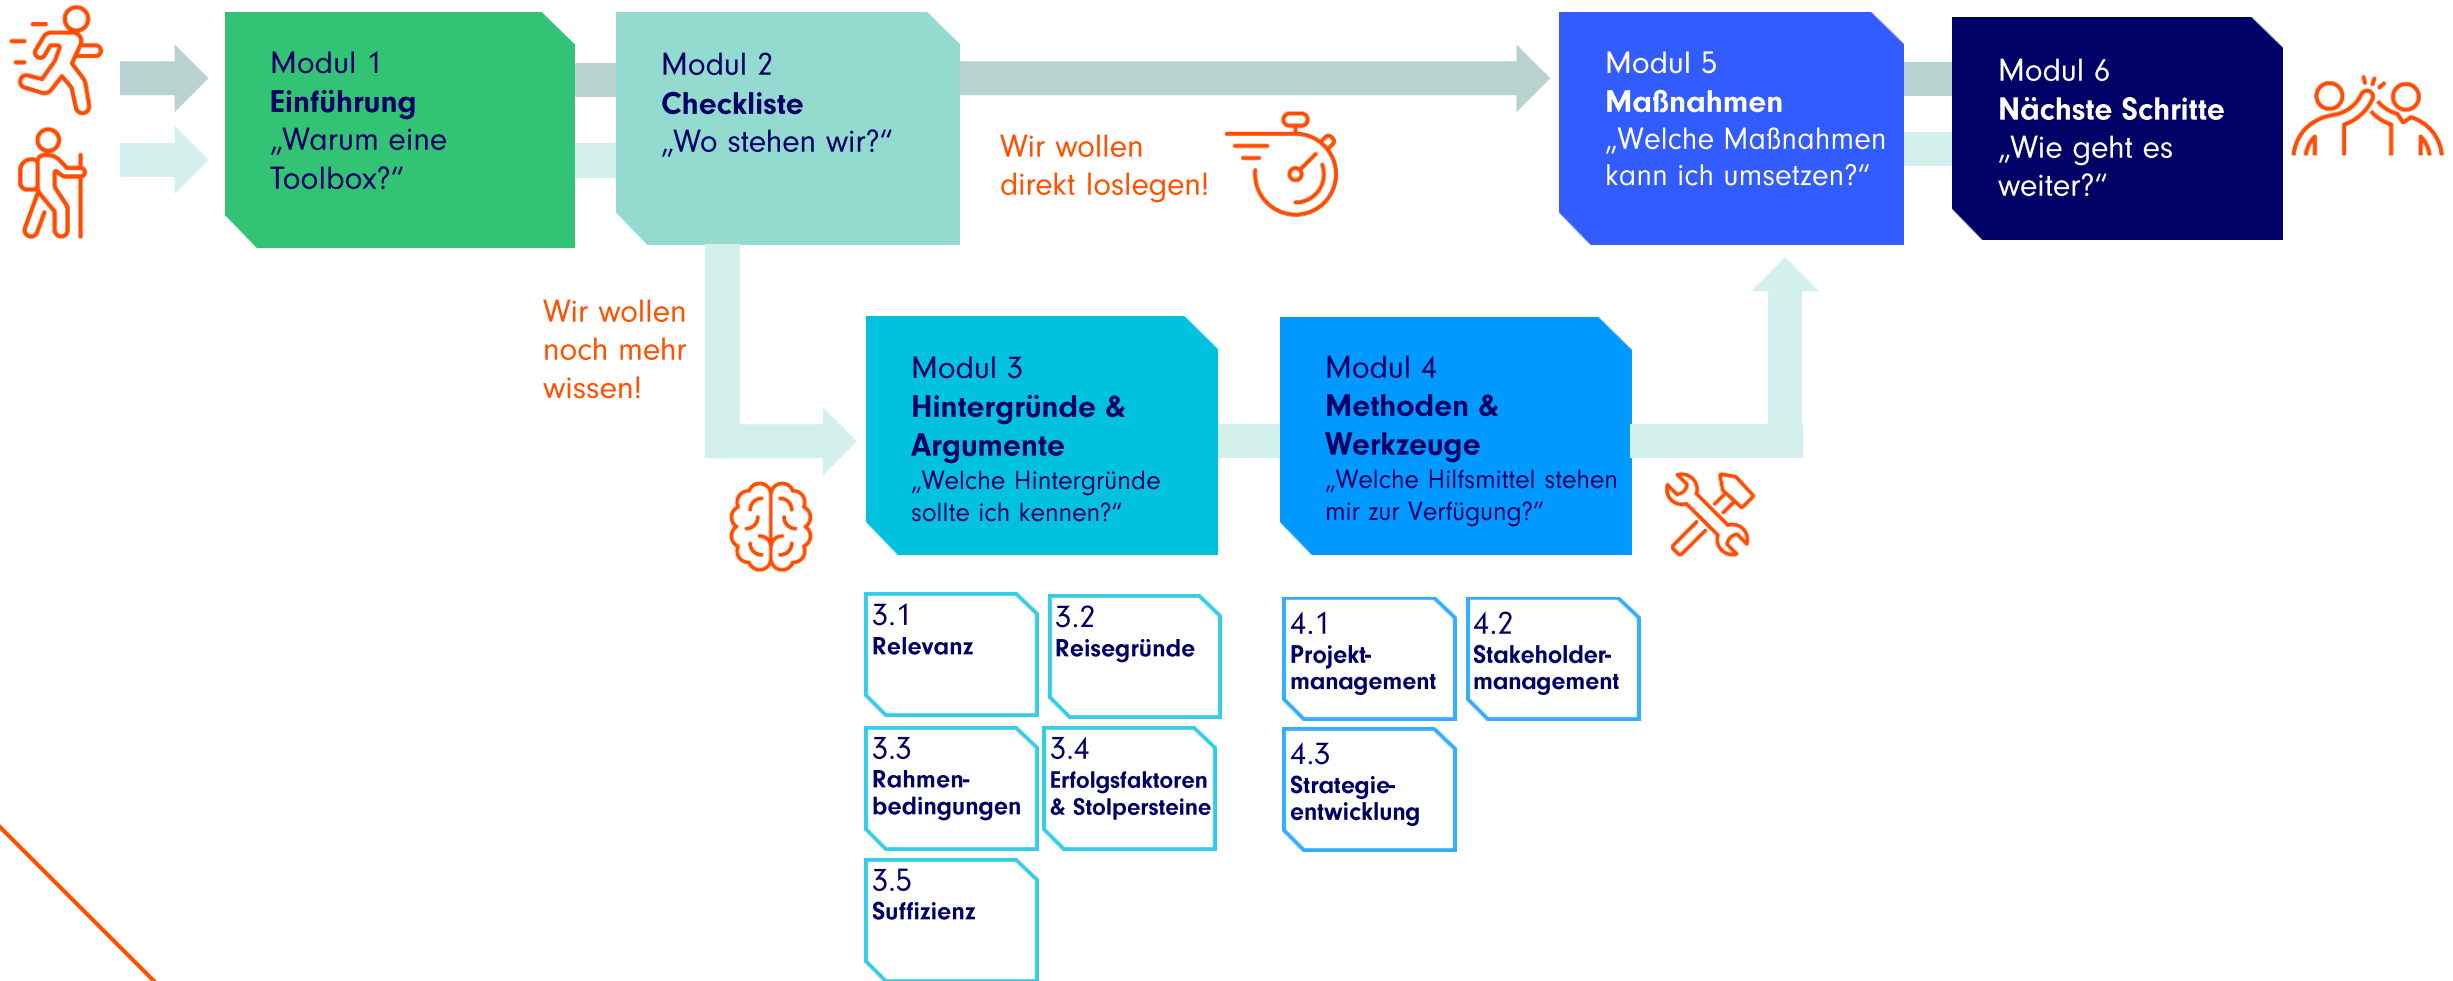 Modul 1
Einführung
„Warum eine
Toolbox?“
Modul 2
Checkliste
„Wo stehen wir?“
Wir wollen
direkt loslegen!
Modul 5
Maßnahmen
„Welche Maßnahmen
kann ich umsetzen?“
Modul 6
Nächste Schritte
„Wie geht es
weiter?“
Wir wollen
noch mehr
wissen!
Modul 3
Hintergründe &
Argumente
„Welche Hintergründe
sollte ich kennen?“
Modul 4
Methoden &
Werkzeuge
„Welche Hilfsmittel stehen
mir zur Verfügung?“
3.1
Relevanz
3.2
Reisegründe
3.3
Rahmen-
bedingungen
3.4
Erfolgsfaktoren
& Stolpersteine
3.5
Suffizienz
4.1
Projekt-
management
4.2
Stakeholder-
management
4.3
Strategie-
entwicklung